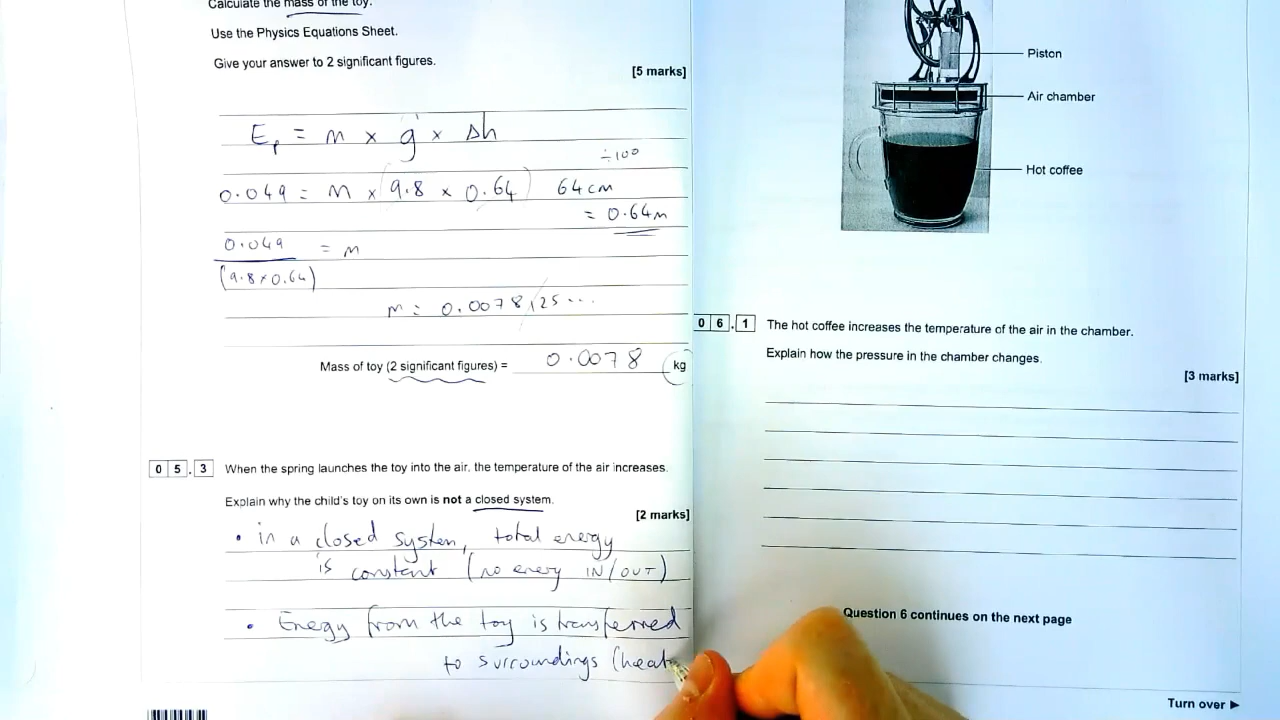 Calculate the mass of the toy.
Use the Physics Equations Sheet.
Give your answer to 2 significant figures.
[5 marks]
Ep = m x g x Δh
÷100
0.049 = m x (9.8 x 0.64) 64cm
= 0.64m
0.049 = m
(9.8 x 0.64)
m = 0.0078125...
Mass of toy (2 significant figures) = 0.0078 kg
0 5 . 3 When the spring launches the toy into the air, the temperature of the air increases.
Explain why the child's toy on its own is not a closed system.
[2 marks]
• in a closed system, total energy
is constant (no energy IN/OUT)
• Energy from the toy is transferred
to surroundings (heat
Piston
Air chamber
Hot coffee
0 6 . 1 The hot coffee increases the temperature of the air in the chamber.
Explain how the pressure in the chamber changes.
[3 marks]
Question 6 continues on the next page
Turn over ►